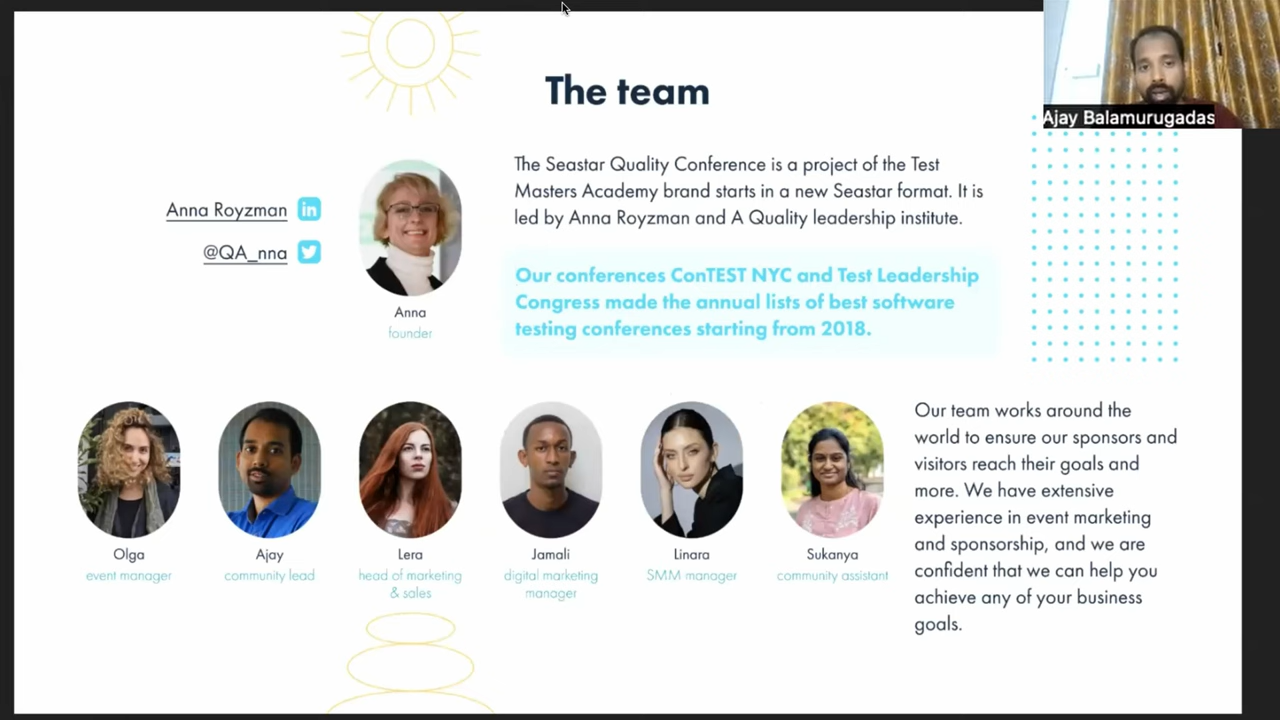 The team
Ajay Balamurugadas
Anna Royzman
in
@QA_nna
Anna
founder
The Seastar Quality Conference is a project of the Test
Masters Academy brand starts in a new Seastar format. It is
led by Anna Royzman and A Quality leadership institute.
Our conferences ConTEST NYC and Test Leadership
Congress made the annual lists of best software
testing conferences starting from 2018.
Olga
event manager
Ajay
community lead
Lera
head of marketing
& sales
Jamali
digital marketing
manager
Linara
SMM manager
Sukanya
community assistant
Our team works around the
world to ensure our sponsors and
visitors reach their goals and
more. We have extensive
experience in event marketing
and sponsorship, and we are
confident that we can help you
achieve any of your business
goals.